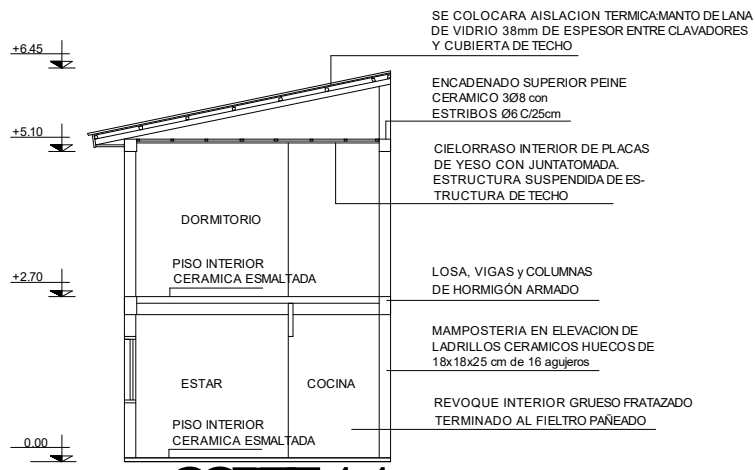 SE COLOCARA AISLACION TERMICA:MANTO DE LANA
DE VIDRIO 38mm DE ESPESOR ENTRE CLAVADORES
Y CUBIERTA DE TECHO
+6.45
ENCADENADO SUPERIOR PEINE
CERAMICO 3Ø8 con
ESTRIBOS Ø6 C/25cm
+5.10
CIELORRASO INTERIOR DE PLACAS
DE YESO CON JUNTATOMADA.
ESTRUCTURA SUSPENDIDA DE ES-
TRUCTURA DE TECHO
DORMITORIO
PISO INTERIOR
CERAMICA ESMALTADA
+2.70
LOSA, VIGAS y COLUMNAS
DE HORMIGÓN ARMADO
MAMPOSTERIA EN ELEVACION DE
LADRILLOS CERAMICOS HUECOS DE
18x18x25 cm de 16 agujeros
ESTAR
COCINA
REVOQUE INTERIOR GRUESO FRATAZADO
TERMINADO AL FIELTRO PAÑEADO
PISO INTERIOR
CERAMICA ESMALTADA
0.00